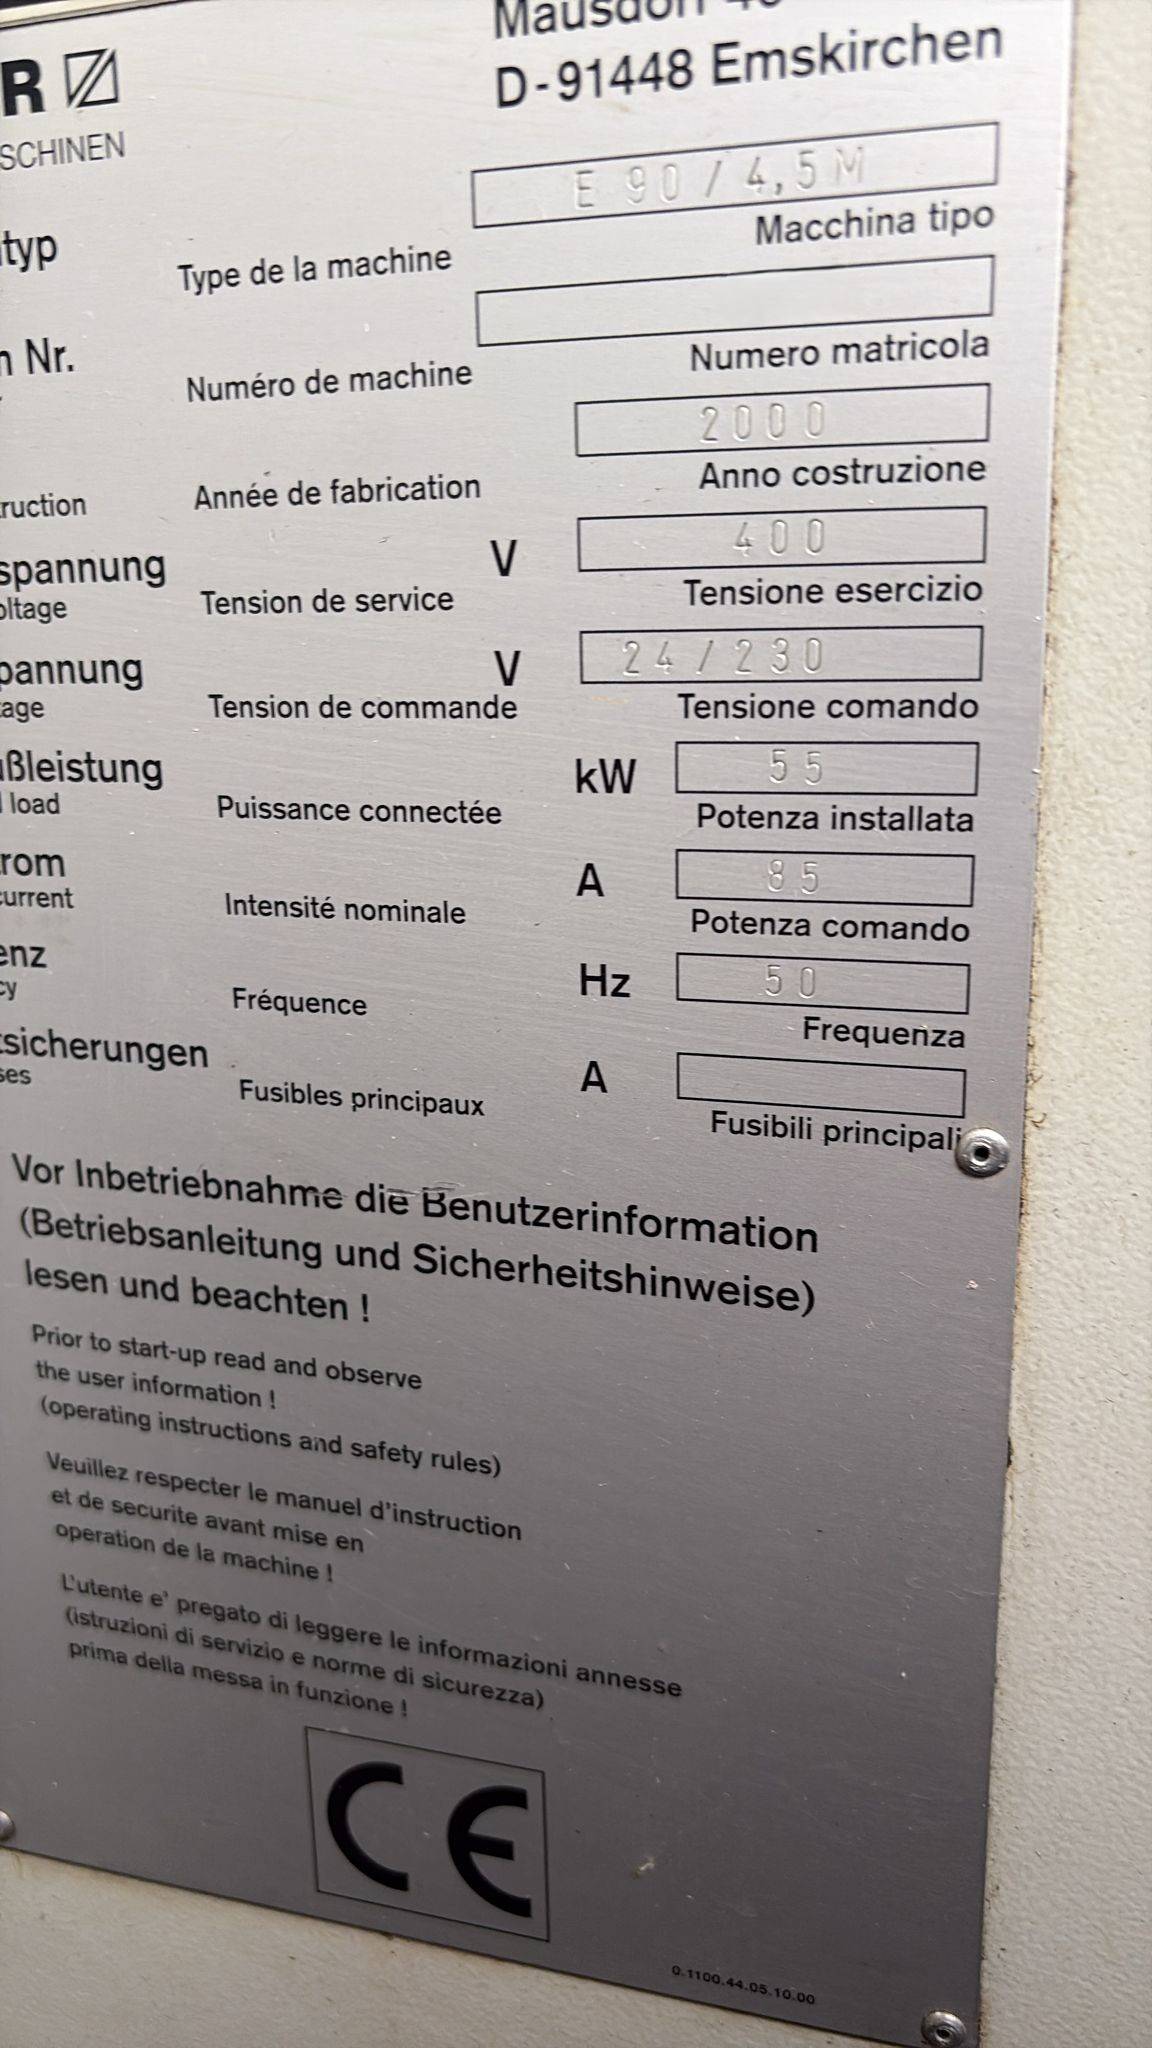 Mausdorf 4
D-91448 Emskirchen
R
SCHINEN
E 90 / 4,5 M
typ
Type de la machine
Macchina tipo
n Nr.
Numéro de machine
Numero matricola
2000
ruction
Année de fabrication
Anno costruzione
spannung
V
400
oltage
Tension de service
Tensione esercizio
pannung
V
24/230
tage
Tension de commande
Tensione comando
ußleistung
kW
55
load
Puissance connectée
Potenza installata
rom
A
85
current
Intensité nominale
Potenza comando
enz
Hz
50
cy
Fréquence
Frequenza
tsicherungen
A
ses
Fusibles principaux
Fusibili principali
Vor Inbetriebnahme die Benutzerinformation
(Betriebsanleitung und Sicherheitshinweise)
lesen und beachten !
Prior to start-up read and observe
the user information !
(operating instructions and safety rules)
Veuillez respecter le manuel d'instruction
et de securite avant mise en
operation de la machine !
L'utente e' pregato di leggere le informazioni annesse
(istruzioni di servizio e norme di sicurezza)
prima della messa in funzione !
CE
0.1100.44.05.10.00